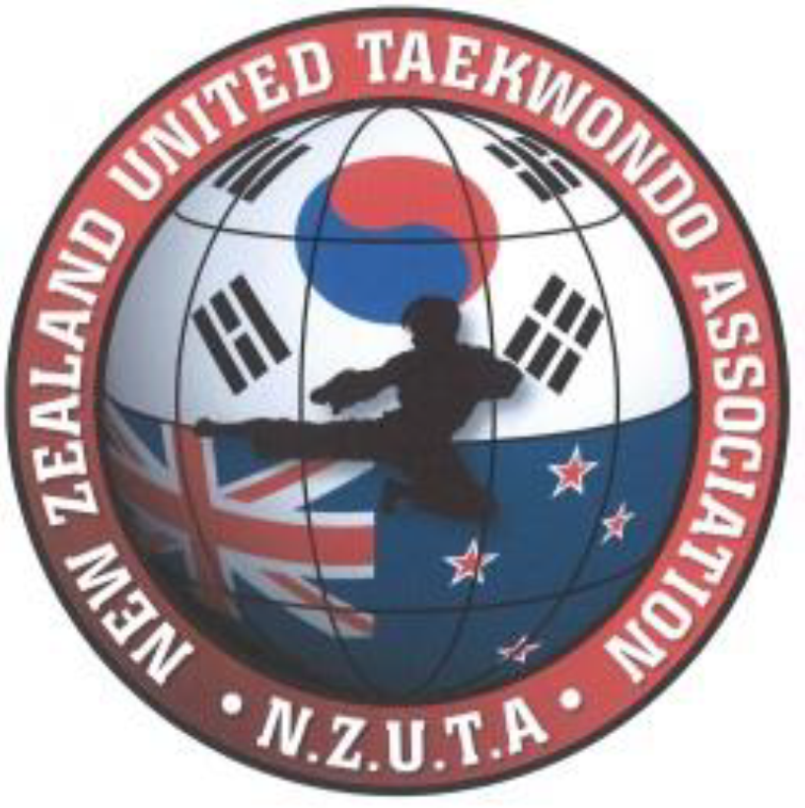 NEW ZEALAND UNITED TAEKWONDO ASSOCIATION
• N.Z.U.T.A •